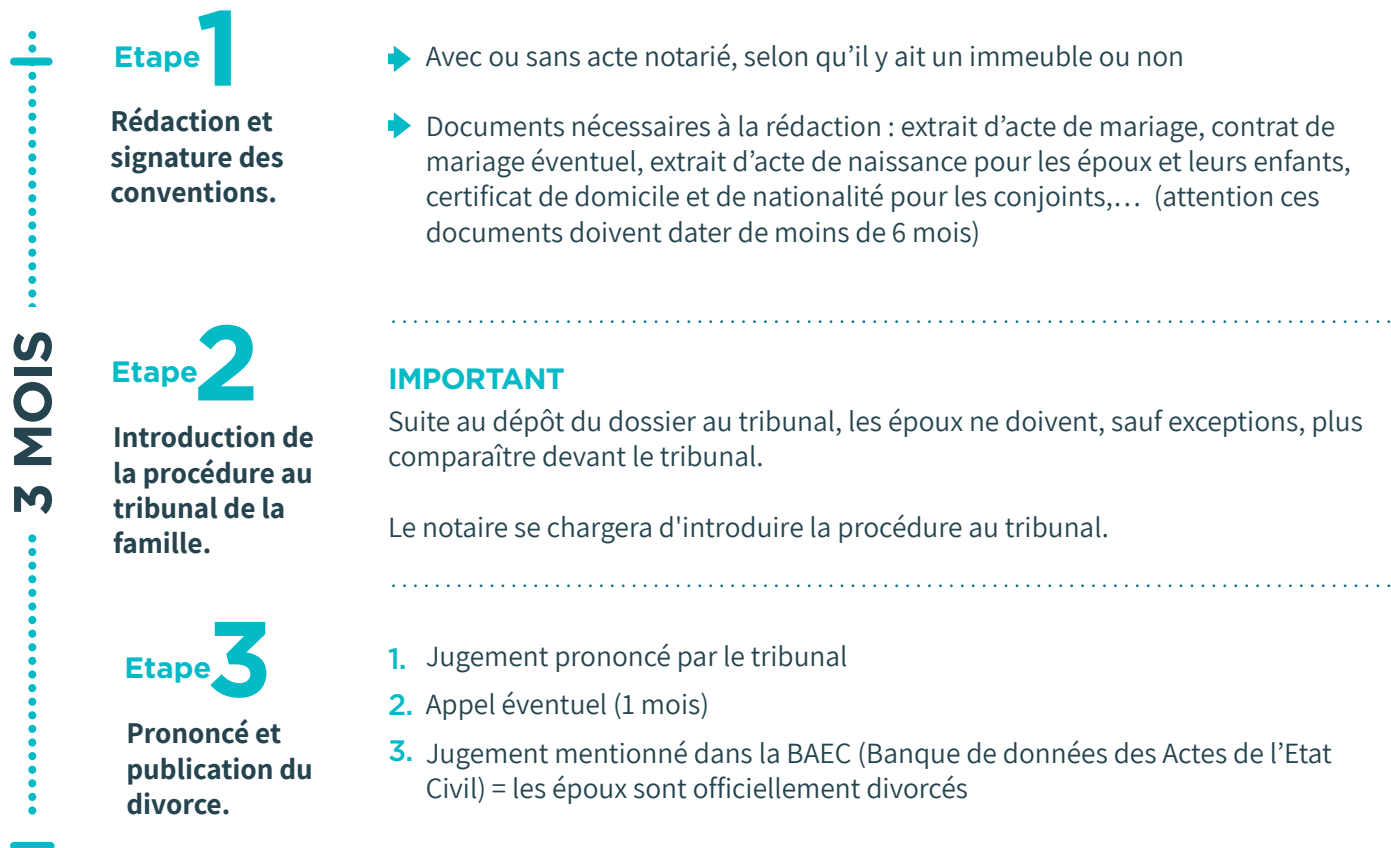 3 MOIS
Etape 1
Rédaction et
signature des
conventions.
Avec ou sans acte notarié, selon qu’il y ait un immeuble ou non
Documents nécessaires à la rédaction : extrait d’acte de mariage, contrat de
mariage éventuel, extrait d’acte de naissance pour les époux et leurs enfants,
certificat de domicile et de nationalité pour les conjoints,… (attention ces
documents doivent dater de moins de 6 mois)
Etape 2
Introduction de
la procédure au
tribunal de la
famille.
IMPORTANT
Suite au dépôt du dossier au tribunal, les époux ne doivent, sauf exceptions, plus
comparaître devant le tribunal.
Le notaire se chargera d'introduire la procédure au tribunal.
Etape 3
Prononcé et
publication du
divorce.
1. Jugement prononcé par le tribunal
2. Appel éventuel (1 mois)
3. Jugement mentionné dans la BAEC (Banque de données des Actes de l’Etat
Civil) = les époux sont officiellement divorcés